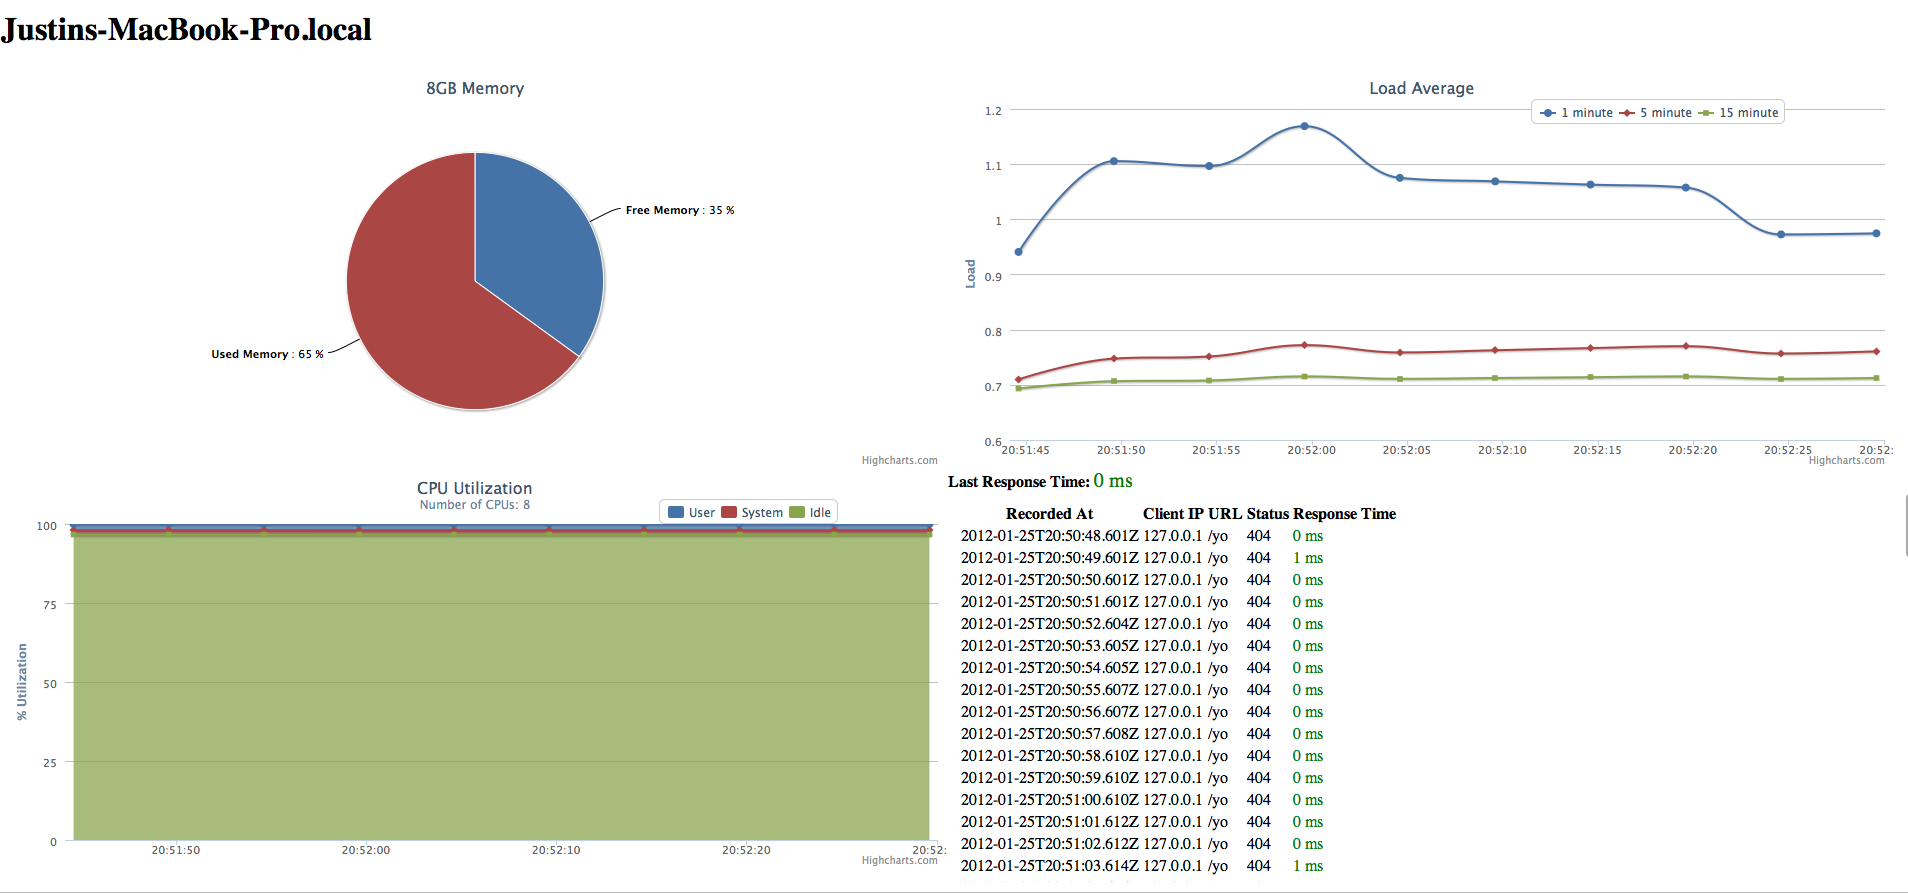 Justins-MacBook-Pro.local
8GB Memory
Free Memory : 35 %
Used Memory : 65 %
Highcharts.com
Load Average
1 minute 5 minute 15 minute
1.2
1.1
1
0.9
0.8
0.7
0.6
Load
20:51:45 20:51:50 20:51:55 20:52:00 20:52:05 20:52:10 20:52:15 20:52:20 20:52:25 20:52:
Highcharts.com
CPU Utilization
Number of CPUs: 8
User System Idle
100
75
50
25
0
% Utilization
20:51:50 20:52:00 20:52:10 20:52:20 20:52:
Highcharts.com
Last Response Time: 0 ms
Recorded At Client IP URL Status Response Time
2012-01-25T20:50:48.601Z 127.0.0.1 /yo 404 0 ms
2012-01-25T20:50:49.601Z 127.0.0.1 /yo 404 1 ms
2012-01-25T20:50:50.601Z 127.0.0.1 /yo 404 0 ms
2012-01-25T20:50:51.601Z 127.0.0.1 /yo 404 0 ms
2012-01-25T20:50:52.604Z 127.0.0.1 /yo 404 0 ms
2012-01-25T20:50:53.605Z 127.0.0.1 /yo 404 0 ms
2012-01-25T20:50:54.605Z 127.0.0.1 /yo 404 0 ms
2012-01-25T20:50:55.607Z 127.0.0.1 /yo 404 0 ms
2012-01-25T20:50:56.607Z 127.0.0.1 /yo 404 0 ms
2012-01-25T20:50:57.608Z 127.0.0.1 /yo 404 0 ms
2012-01-25T20:50:58.610Z 127.0.0.1 /yo 404 0 ms
2012-01-25T20:50:59.610Z 127.0.0.1 /yo 404 0 ms
2012-01-25T20:51:00.610Z 127.0.0.1 /yo 404 0 ms
2012-01-25T20:51:01.612Z 127.0.0.1 /yo 404 1 ms
2012-01-25T20:51:02.612Z 127.0.0.1 /yo 404 0 ms
2012-01-25T20:51:03.614Z 127.0.0.1 /yo 404 1 ms